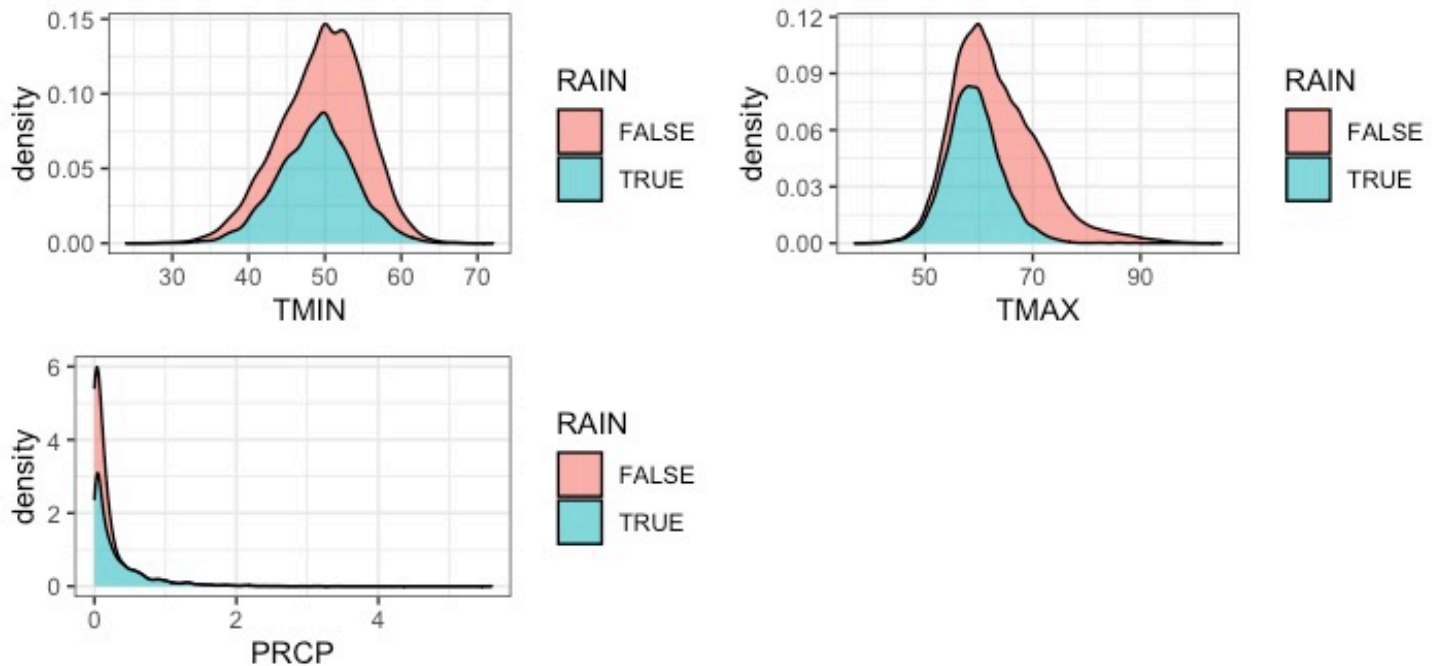 density
0.15
0.10
0.05
0.00
30 40 50 60 70
TMIN
RAIN
FALSE
TRUE
density
0.12
0.09
0.06
0.03
0.00
50 70 90
TMAX
RAIN
FALSE
TRUE
density
6
4
2
0
0 2 4
PRCP
RAIN
FALSE
TRUE